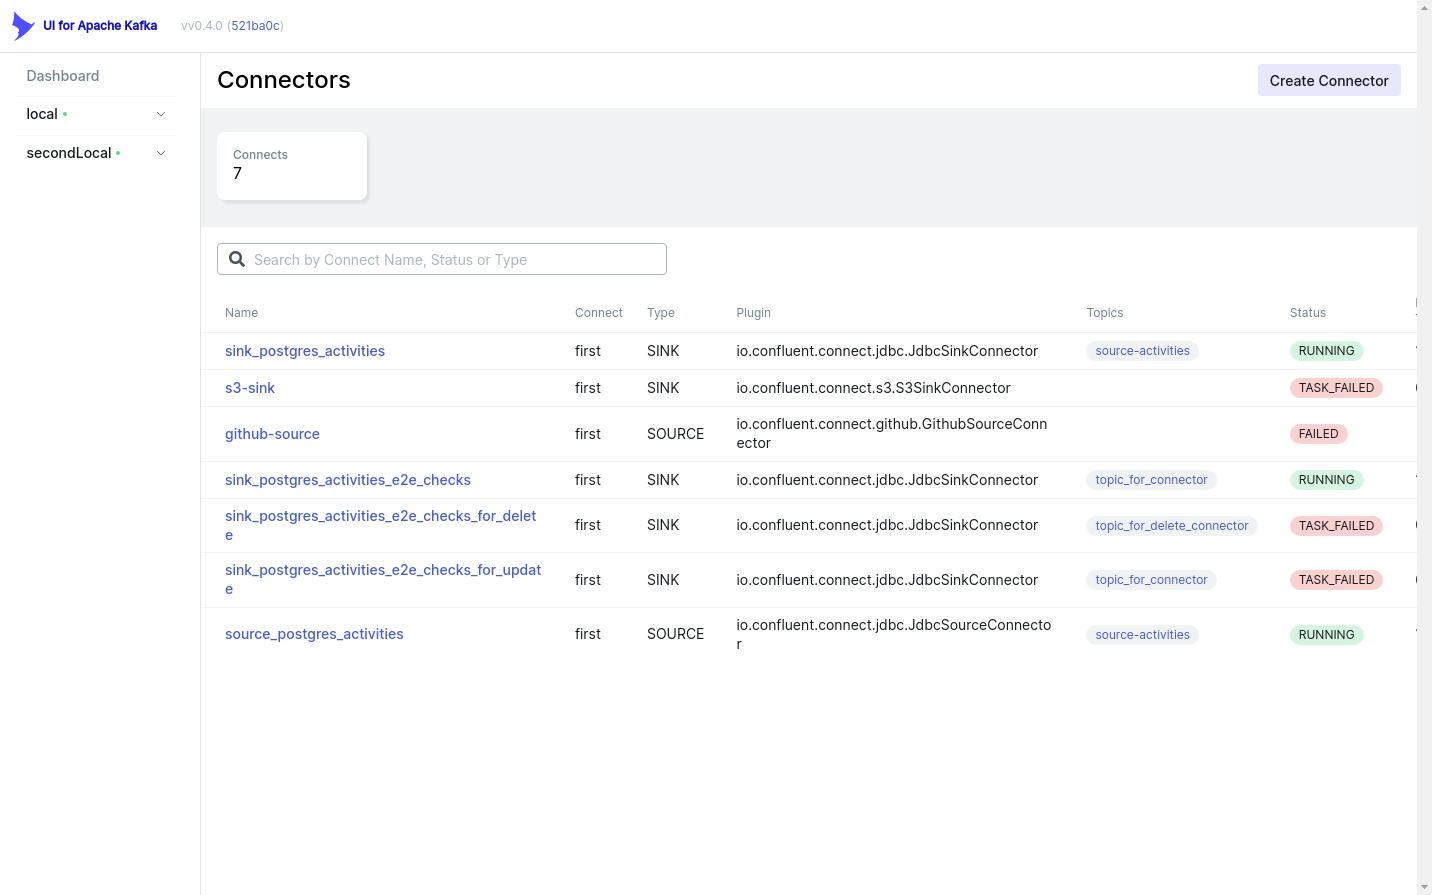 UI for Apache Kafka vv0.4.0 (521ba0c)
Dashboard
local
secondLocal
Connectors
Create Connector
Connects
7
Search by Connect Name, Status or Type
Name Connect Type Plugin Topics Status
sink_postgres_activities first SINK io.confluent.connect.jdbc.JdbcSinkConnector source-activities RUNNING
s3-sink first SINK io.confluent.connect.s3.S3SinkConnector TASK_FAILED
github-source first SOURCE io.confluent.connect.github.GithubSourceConn
ector FAILED
sink_postgres_activities_e2e_checks first SINK io.confluent.connect.jdbc.JdbcSinkConnector topic_for_connector RUNNING
sink_postgres_activities_e2e_checks_for_delet
e first SINK io.confluent.connect.jdbc.JdbcSinkConnector topic_for_delete_connector TASK_FAILED
sink_postgres_activities_e2e_checks_for_updat
e first SINK io.confluent.connect.jdbc.JdbcSinkConnector topic_for_connector TASK_FAILED
source_postgres_activities first SOURCE io.confluent.connect.jdbc.JdbcSourceConnecto
r source-activities RUNNING